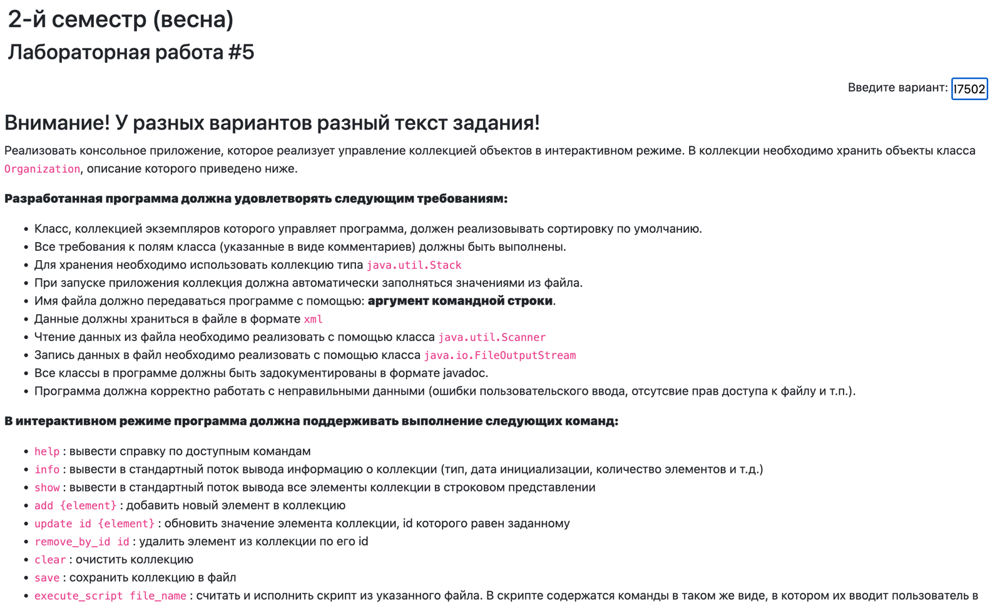 2-й семестр (весна)
Лабораторная работа #5
Введите вариант: 17502
Внимание! У разных вариантов разный текст задания!
Реализовать консольное приложение, которое реализует управление коллекцией объектов в интерактивном режиме. В коллекции необходимо хранить объекты класса
Organization, описание которого приведено ниже.
Разработанная программа должна удовлетворять следующим требованиям:
• Класс, коллекцией экземпляров которого управляет программа, должен реализовывать сортировку по умолчанию.
• Все требования к полям класса (указанные в виде комментариев) должны быть выполнены.
• Для хранения необходимо использовать коллекцию типа java.util.Stack
• При запуске приложения коллекция должна автоматически заполняться значениями из файла.
• Имя файла должно передаваться программе с помощью: аргумент командной строки.
• Данные должны храниться в файле в формате xml
• Чтение данных из файла необходимо реализовать с помощью класса java.util.Scanner
• Запись данных в файл необходимо реализовать с помощью класса java.io.FileOutputStream
• Все классы в программе должны быть задокументированы в формате javadoc.
• Программа должна корректно работать с неправильными данными (ошибки пользовательского ввода, отсутсвие прав доступа к файлу и т.п.).
В интерактивном режиме программа должна поддерживать выполнение следующих команд:
• help : вывести справку по доступным командам
• info : вывести в стандартный поток вывода информацию о коллекции (тип, дата инициализации, количество элементов и т.д.)
• show : вывести в стандартный поток вывода все элементы коллекции в строковом представлении
• add {element} : добавить новый элемент в коллекцию
• update id {element} : обновить значение элемента коллекции, id которого равен заданному
• remove_by_id id : удалить элемент из коллекции по его id
• clear : очистить коллекцию
• save : сохранить коллекцию в файл
• execute_script file_name : считать и исполнить скрипт из указанного файла. В скрипте содержатся команды в таком же виде, в котором их вводит пользователь в